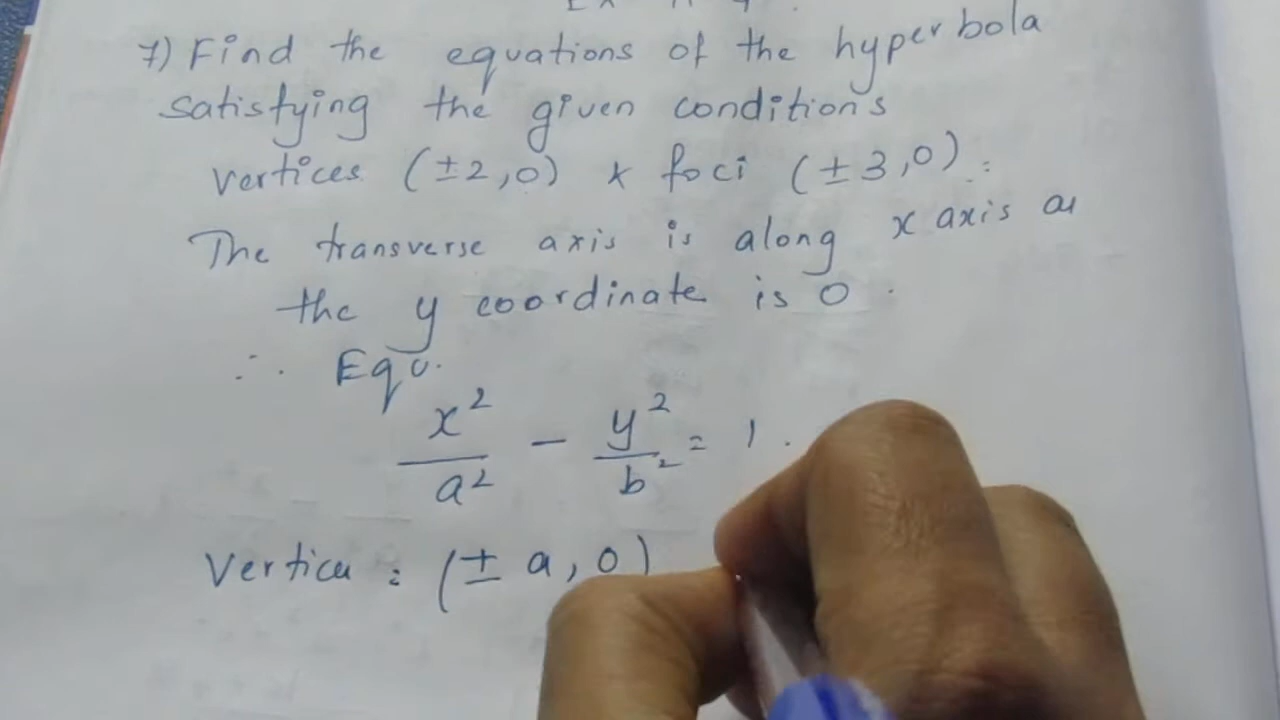 7) Find the equations of the hyperbola
satisfying the given conditions
vertices (±2,0) & foci (±3,0).
The transverse axis is along x axis as
the y coordinate is 0.
∴ Equ.
x²/a² - y²/b² = 1.
Vertices = (± a, 0)